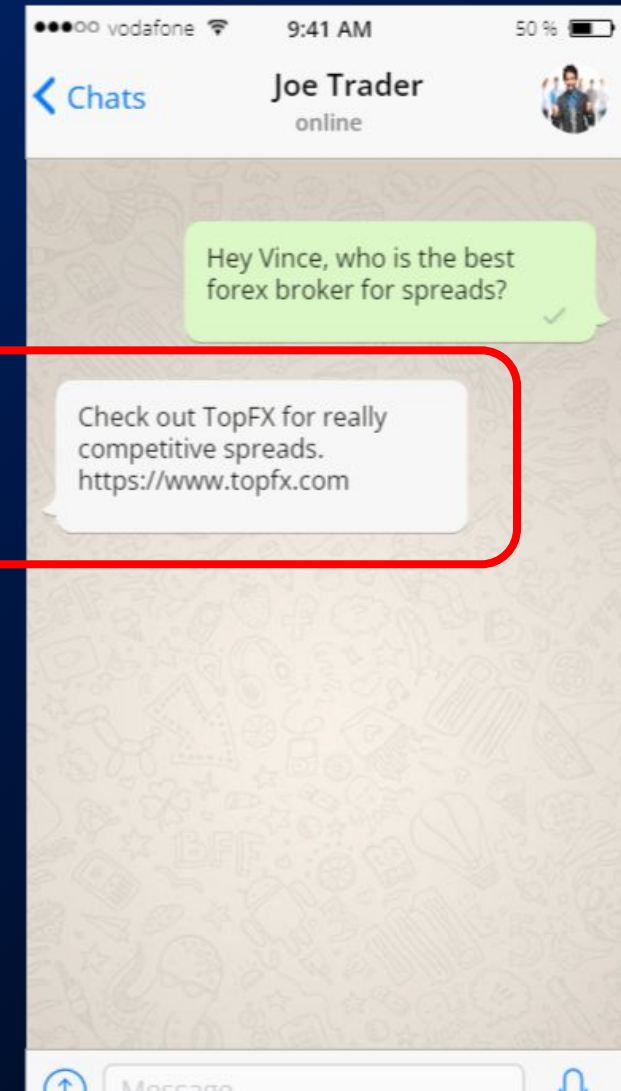 vodafone 9:41 AM 50 %
Chats Joe Trader
online
Hey Vince, who is the best
forex broker for spreads?
Check out TopFX for really
competitive spreads.
https://www.topfx.com
Message